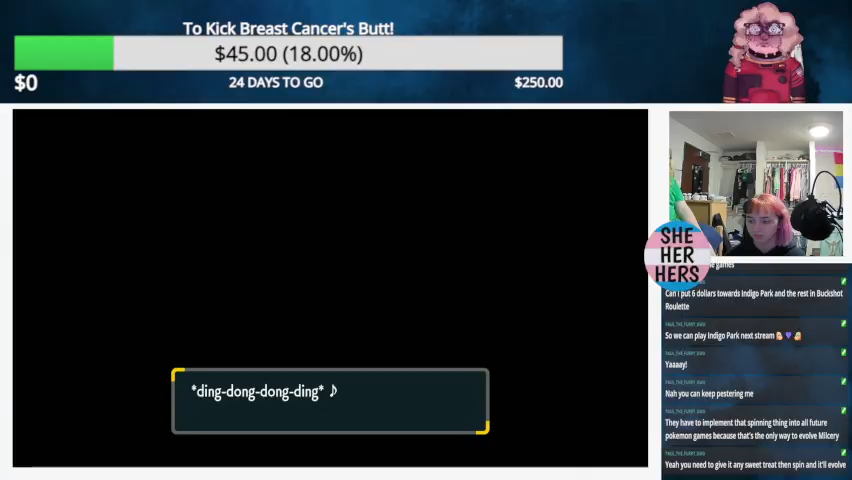 To Kick Breast Cancer's Butt!
$45.00 (18.00%)
$0
24 DAYS TO GO
$250.00
*ding-dong-dong-ding* ♪
SHE
HER
HERS
games
Can I put 6 dollars towards Indigo Park and the rest in Buckshot
Roulette
So we can play Indigo Park next stream
Yaaaay!
Nah you can keep pestering me
They have to implement that spinning thing into all future
pokemon games because that's the only way to evolve Milcery
Yeah you need to give it any sweet treat then spin and it'll evolve